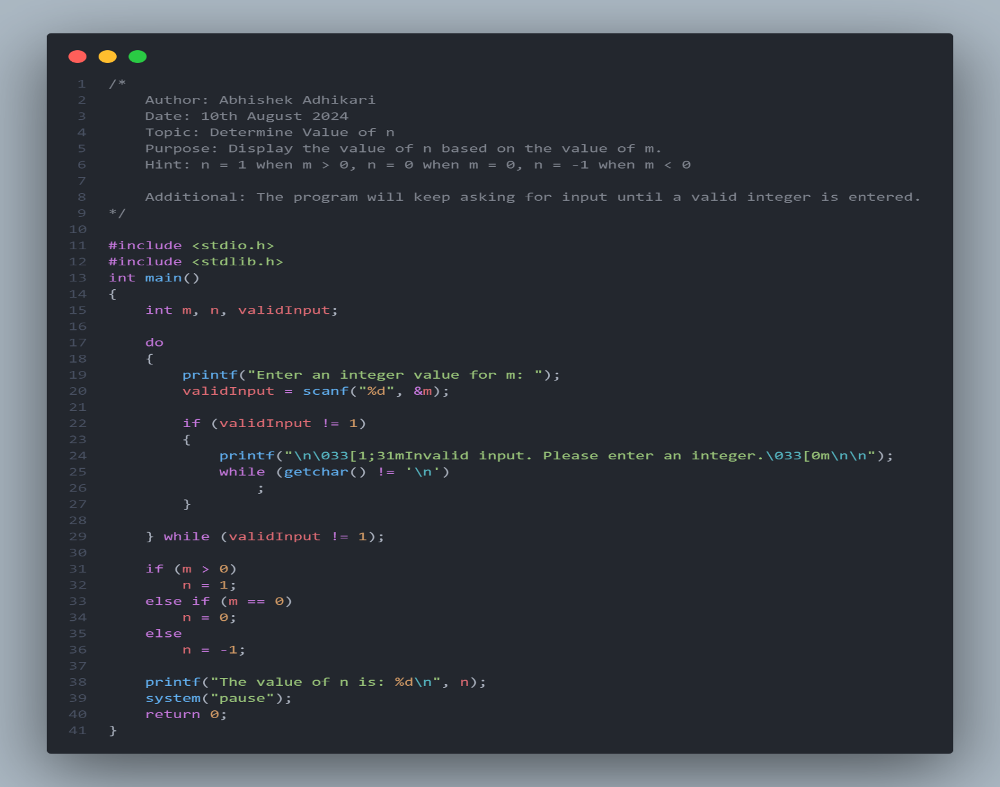 1 /*
2     Author: Abhishek Adhikari
3     Date: 10th August 2024
4     Topic: Determine Value of n
5     Purpose: Display the value of n based on the value of m.
6     Hint: n = 1 when m > 0, n = 0 when m = 0, n = -1 when m < 0
7
8     Additional: The program will keep asking for input until a valid integer is entered.
9 */
10
11 #include <stdio.h>
12 #include <stdlib.h>
13 int main()
14 {
15     int m, n, validInput;
16
17     do
18     {
19         printf("Enter an integer value for m: ");
20         validInput = scanf("%d", &m);
21
22         if (validInput != 1)
23         {
24             printf("\n\033[1;31mInvalid input. Please enter an integer.\033[0m\n\n");
25             while (getchar() != '\n')
26                 ;
27         }
28
29     } while (validInput != 1);
30
31     if (m > 0)
32         n = 1;
33     else if (m == 0)
34         n = 0;
35     else
36         n = -1;
37
38     printf("The value of n is: %d\n", n);
39     system("pause");
40     return 0;
41 }